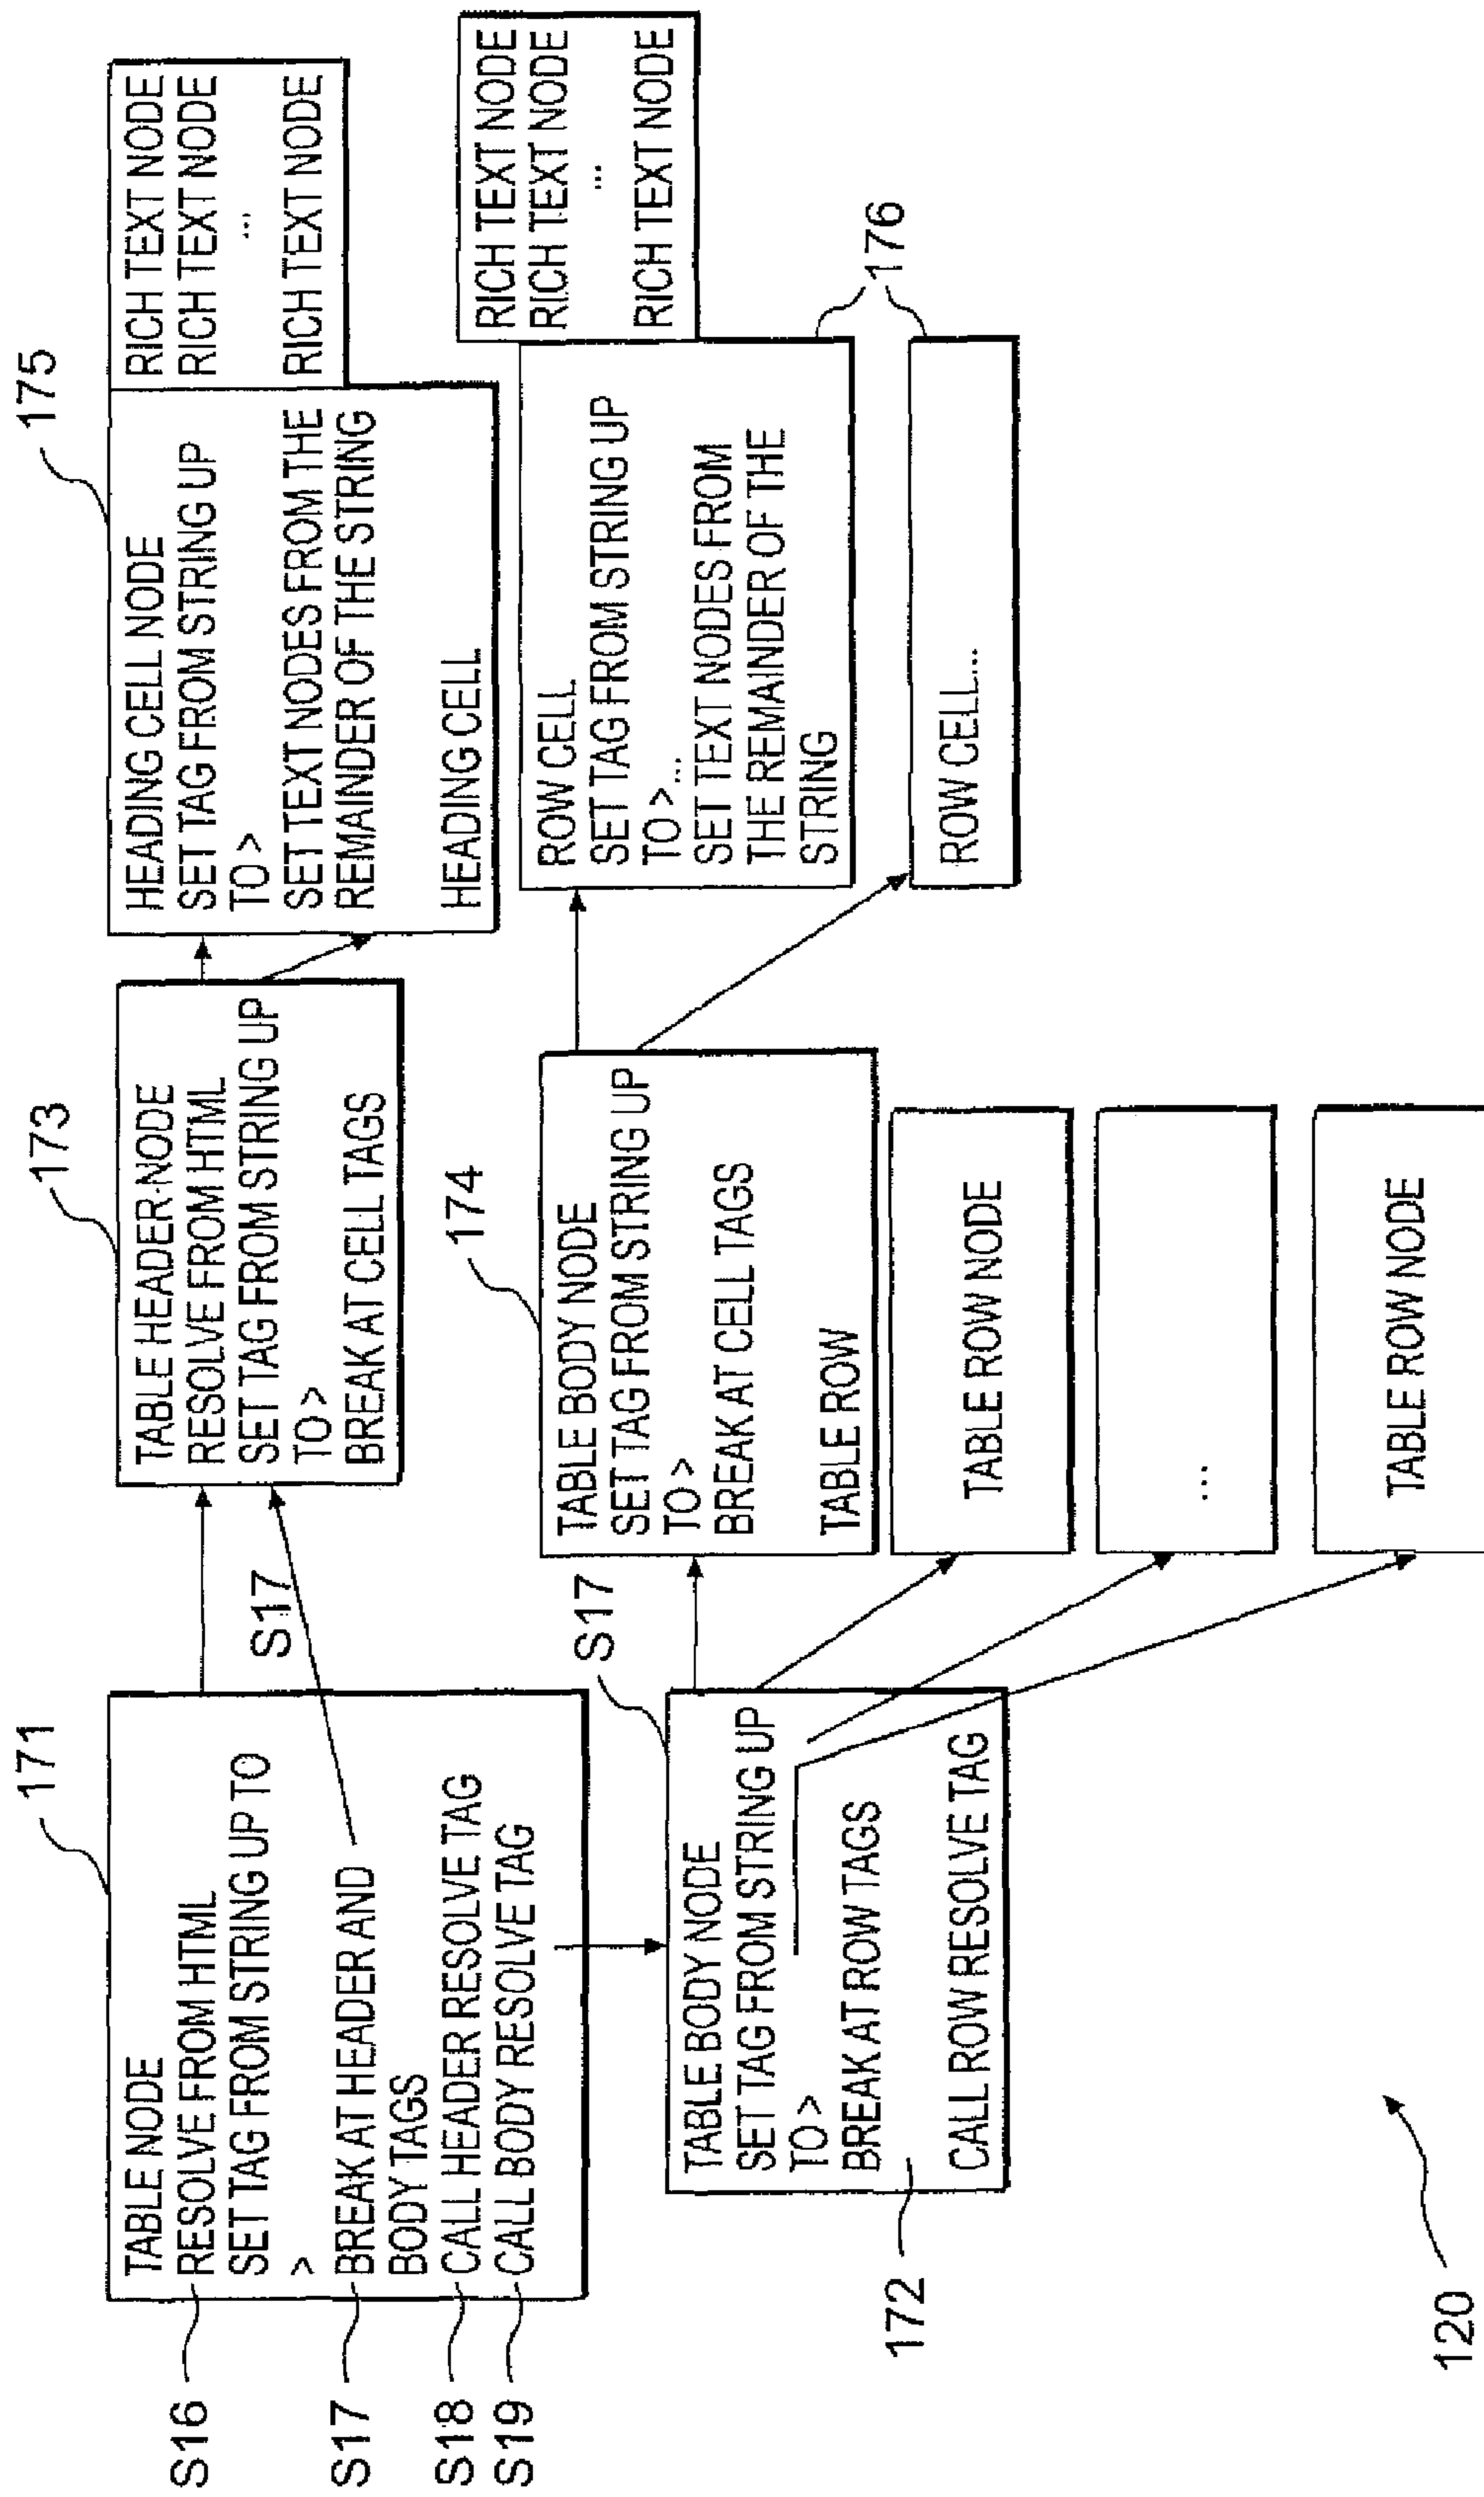 171
TABLE NODE
RESOLVE FROM HTML
SET TAG FROM STRING UP TO
>
BREAK AT HEADER AND
BODY TAGS
CALL HEADER RESOLVE TAG
CALL BODY RESOLVE TAG
S16
S17
S18
S19
S17
173
TABLE HEADER NODE
RESOLVE FROM HTML
SET TAG FROM STRING UP
TO >
BREAK AT CELL TAGS
175
HEADING CELL NODE
SET TAG FROM STRING UP
TO >
SET TEXT NODES FROM THE
REMAINDER OF THE STRING
HEADING CELL
RICH TEXT NODE
RICH TEXT NODE
...
RICH TEXT NODE
S17
TABLE BODY NODE
SET TAG FROM STRING UP
TO >
BREAK AT ROW TAGS
CALL ROW RESOLVE TAG
172
174
TABLE BODY NODE
SET TAG FROM STRING UP
TO >
BREAK AT CELL TAGS
TABLE ROW
TABLE ROW NODE
...
TABLE ROW NODE
ROW CELL
SET TAG FROM STRING UP
TO >...
SET TEXT NODES FROM
THE REMAINDER OF THE
STRING
RICH TEXT NODE
RICH TEXT NODE
...
RICH TEXT NODE
176
ROW CELL...
120